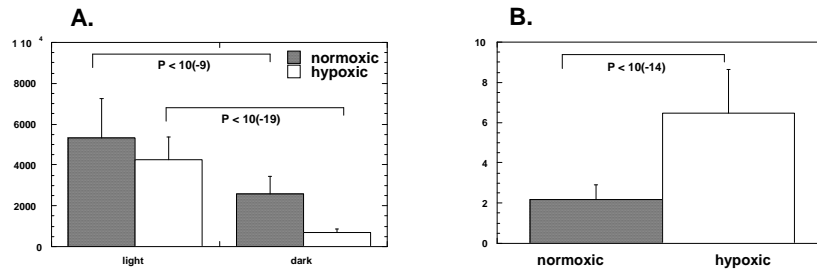 A.
1 10 4
8000
6000
4000
2000
0
P < 10(-9)
P < 10(-19)
normoxic
hypoxic
light
dark
B.
10
8
6
4
2
0
P < 10(-14)
normoxic
hypoxic